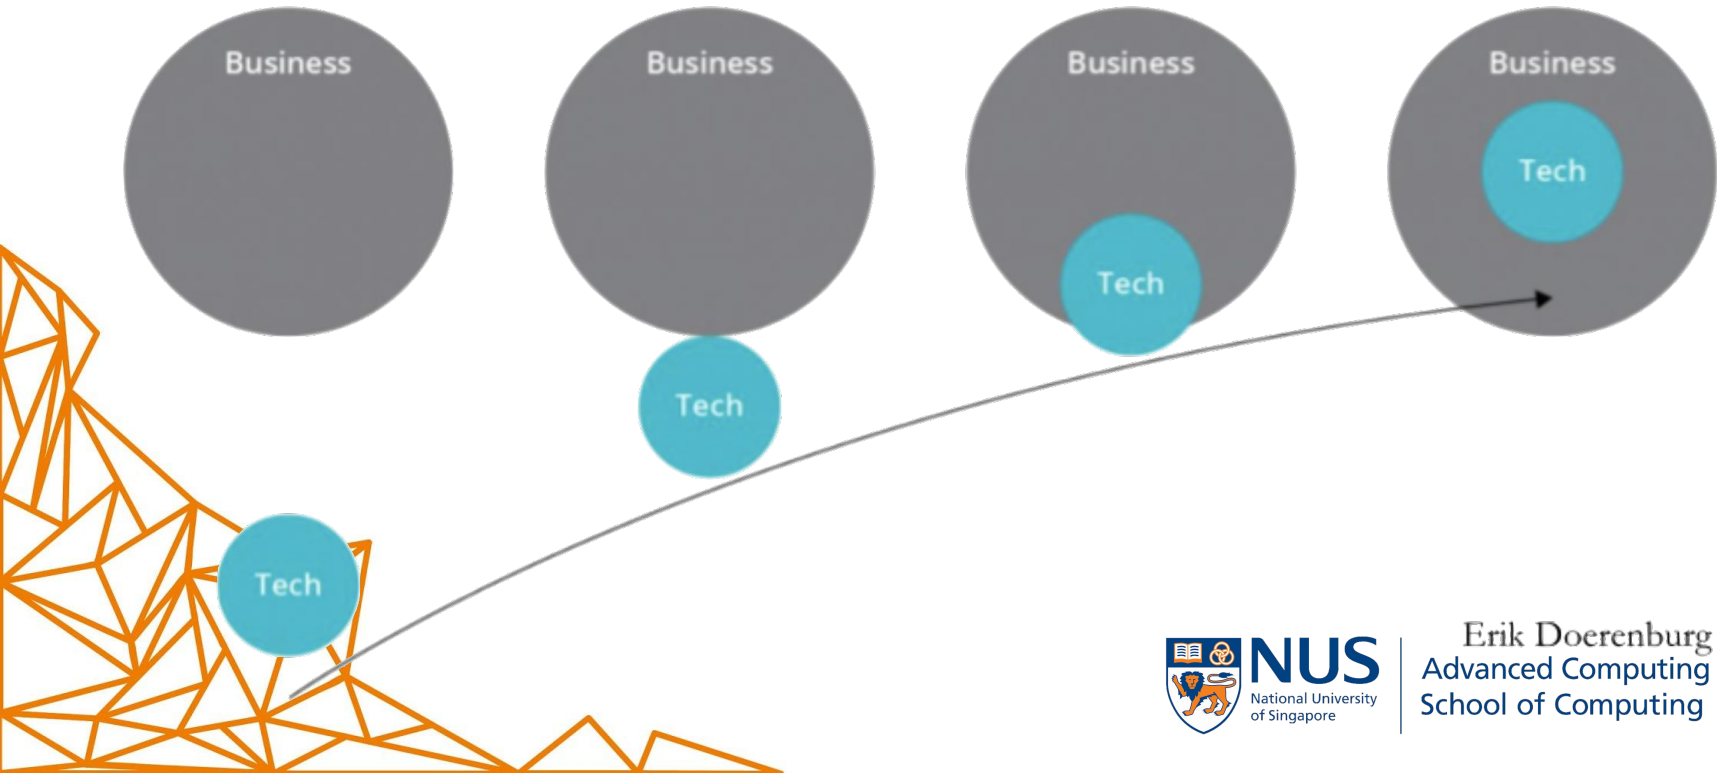 Business
Business
Business
Business
Tech
Tech
Tech
Tech
Erik Doerenburg
NUS
National University
of Singapore
Advanced Computing
School of Computing